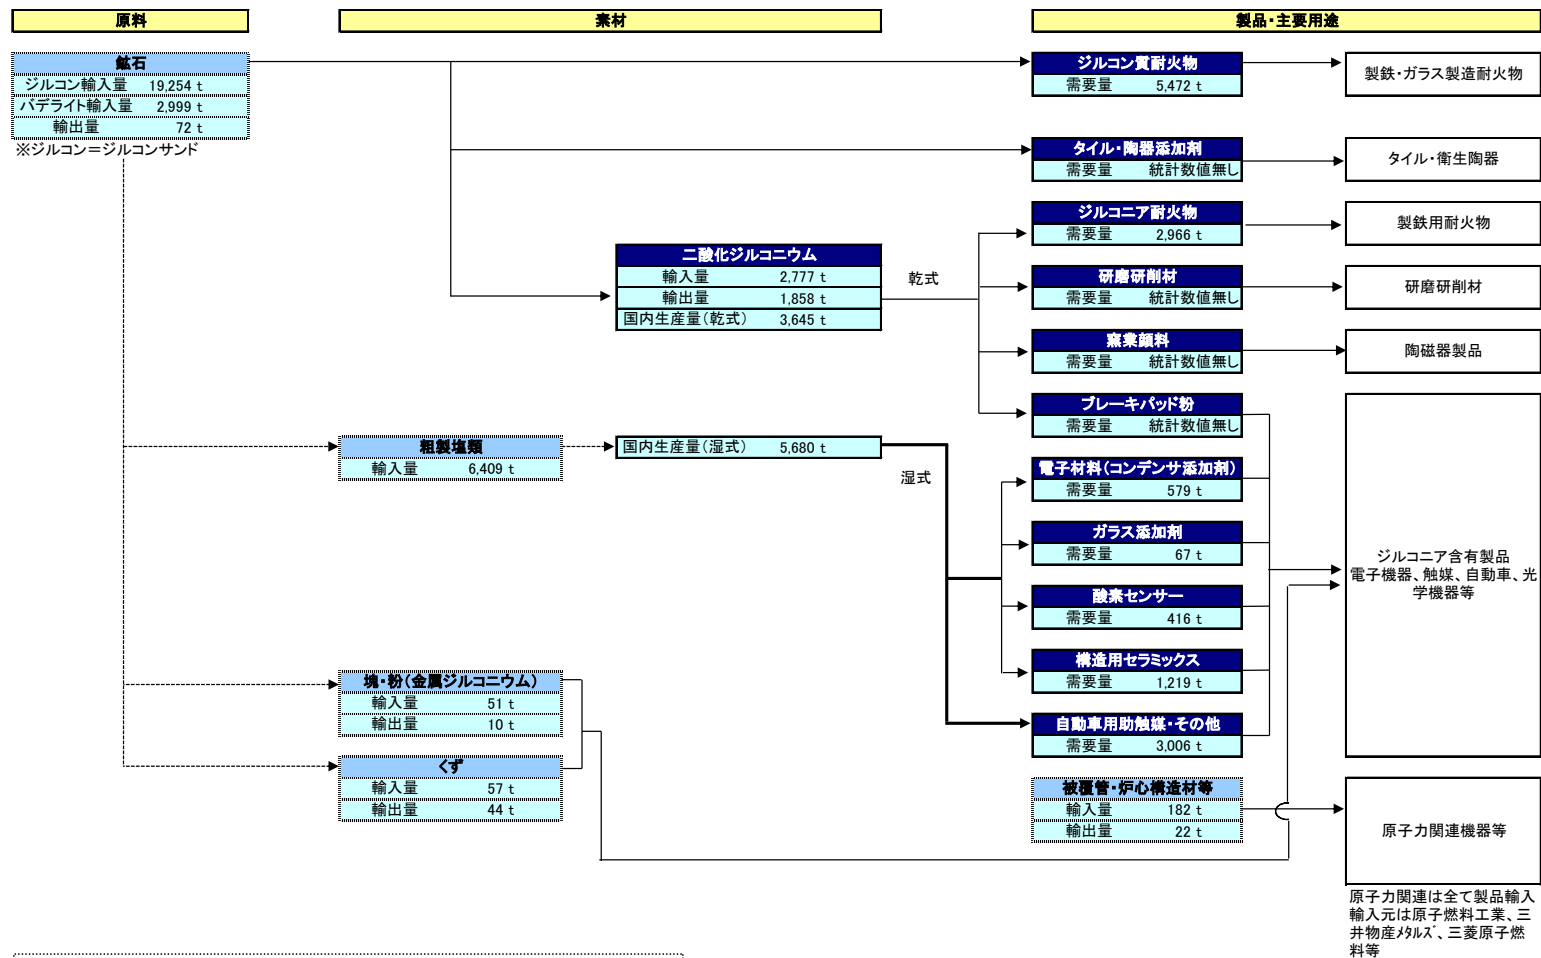 原料
素材
製品・主要用途
鉱石
ジルコン輸入量 19,254 t
バデライト輸入量 2,999 t
輸出量 72 t
※ジルコン＝ジルコンサンド
ジルコン質耐火物
需要量 5,472 t
製鉄・ガラス製造耐火物
タイル・陶器添加剤
需要量 統計数値無し
タイル・衛生陶器
ジルコニア耐火物
需要量 2,966 t
製鉄用耐火物
二酸化ジルコニウム
輸入量 2,777 t
輸出量 1,858 t
国内生産量（乾式） 3,645 t
乾式
研磨研削材
需要量 統計数値無し
研磨研削材
窯業顔料
需要量 統計数値無し
陶磁器製品
ブレーキパッド粉
需要量 統計数値無し
粗製塩類
輸入量 6,409 t
国内生産量（湿式） 5,680 t
湿式
電子材料（コンデンサ添加剤）
需要量 579 t
ガラス添加剤
需要量 67 t
酸素センサー
需要量 416 t
構造用セラミックス
需要量 1,219 t
自動車用助触媒・その他
需要量 3,006 t
ジルコニア含有製品
電子機器、触媒、自動車、光
学機器等
塊・粉（金属ジルコニウム）
輸入量 51 t
輸出量 10 t
くず
輸入量 57 t
輸出量 44 t
被覆管・炉心構造材等
輸入量 182 t
輸出量 22 t
原子力関連機器等
原子力関連は全て製品輸入
輸入元は原子燃料工業、三
井物産ﾒﾀﾙｽﾞ、三菱原子燃
料等